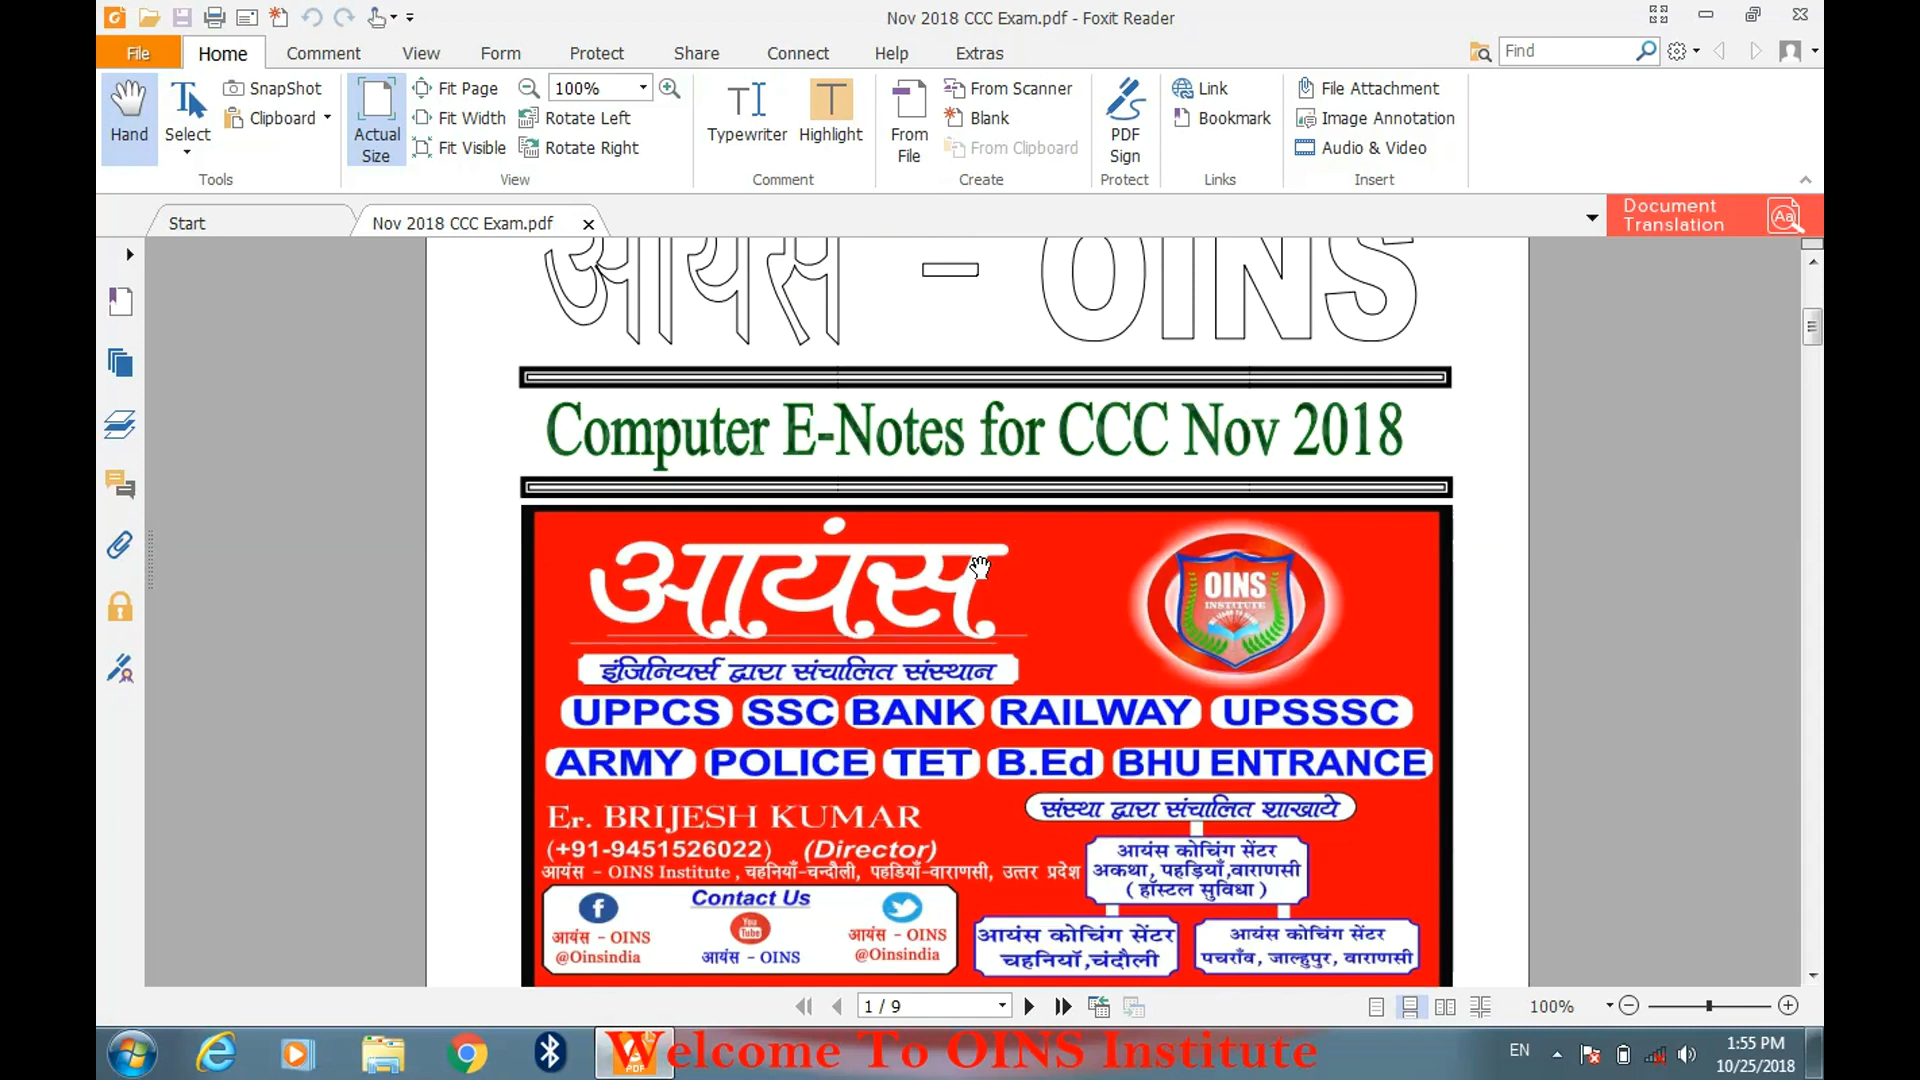 Nov 2018 CCC Exam.pdf - Foxit Reader
File Home Comment View Form Protect Share Connect Help Extras Find
Hand Select SnapShot Clipboard Tools
Actual Size Fit Page Fit Width Fit Visible 100% Rotate Left Rotate Right View
Typewriter Highlight Comment
From File From Scanner Blank From Clipboard Create
PDF Sign Protect
Link Bookmark Links
File Attachment Image Annotation Audio & Video Insert
Start Nov 2018 CCC Exam.pdf
Document Translation Aa
आयंस - OINS
Computer E-Notes for CCC Nov 2018
आयंस
OINS
INSTITUTE
इंजिनियर्स द्वारा संचालित संस्थान
UPPCS SSC BANK RAILWAY UPSSSC
ARMY POLICE TET B.Ed BHU ENTRANCE
Er. BRIJESH KUMAR
(+91-9451526022) (Director)
आयंस - OINS Institute , चहनियाँ-चन्दौली, पहडियाँ-वाराणसी, उत्तर प्रदेश
संस्था द्वारा संचालित शाखाये
आयंस कोचिंग सेंटर
अकथा, पहड़ियाँ,वाराणसी
( हॉस्टल सुविधा )
Contact Us
f
आयंस - OINS
@Oinsindia
You Tube
आयंस - OINS
आयंस - OINS
@Oinsindia
आयंस कोचिंग सेंटर
चहनियॉ,चंदौली
आयंस कोचिंग सेंटर
पचराँव, जाल्हुपुर, वाराणसी
1 / 9
100%
Welcome To OINS Institute
PDF
EN
1:55 PM
10/25/2018